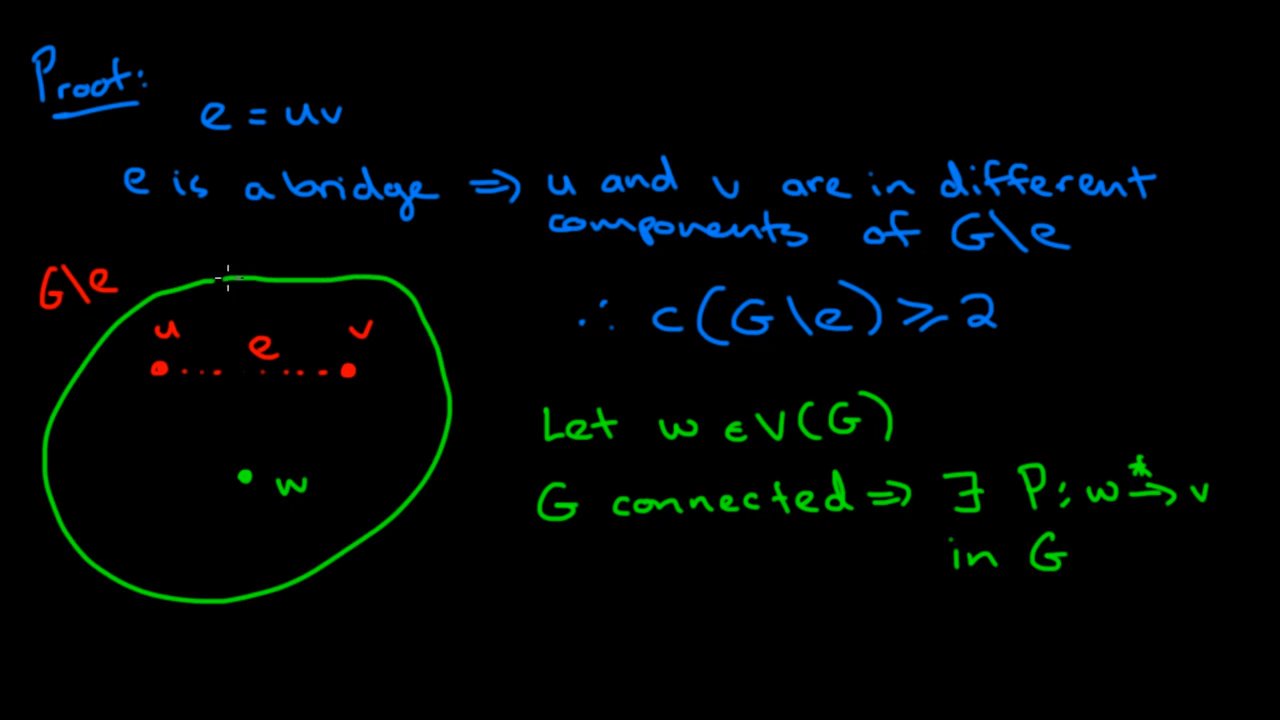 Proof:
e = uv
e is a bridge ⇒ u and v are in different
components of G\e
G\e
∴ c(G\e) ⩾ 2
u e v
Let w ∈ V(G)
w
G connected ⇒ ∃ P: w →* v
in G